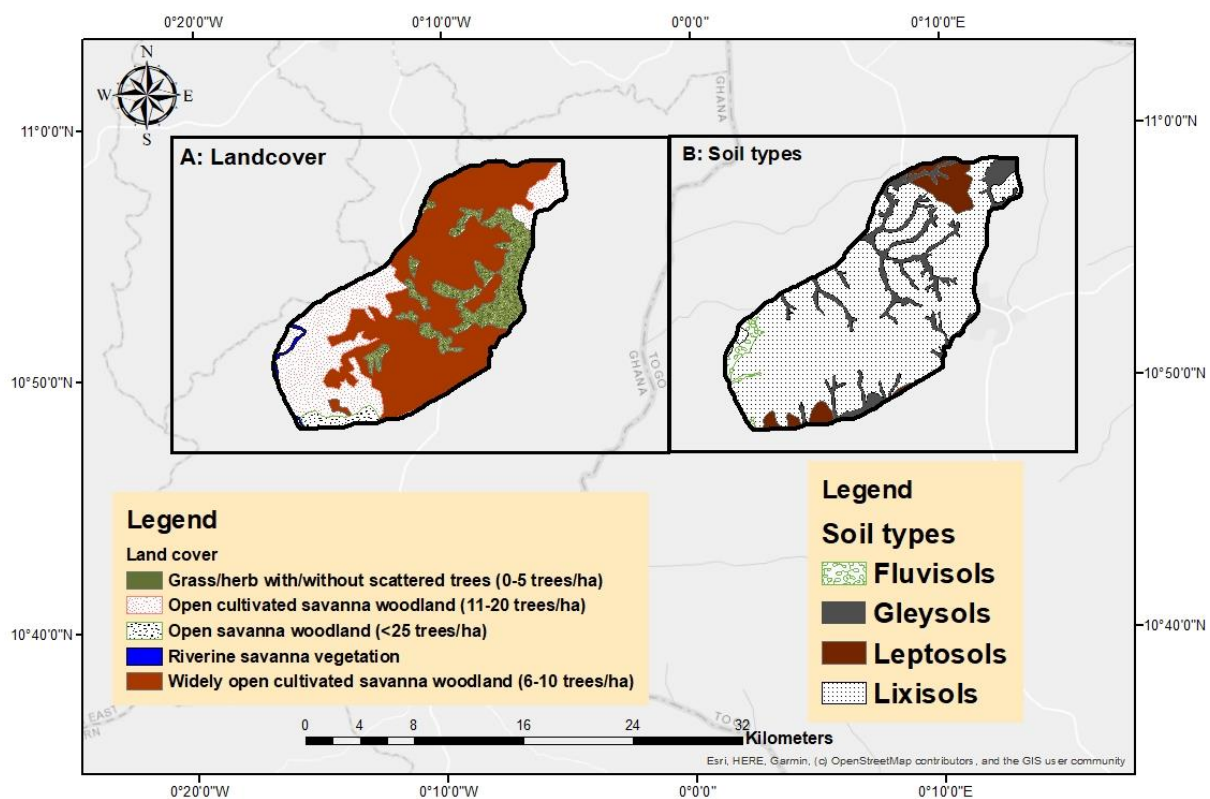 0°20'0"W 0°10'0"W 0°0'0" 0°10'0"E
N
W E
S
11°0'0"N
11°0'0"N
GHANA
A: Landcover
B: Soil types
10°50'0"N
10°50'0"N
TOGO
GHANA
Legend
Land cover
Grass/herb with/without scattered trees (0-5 trees/ha)
Open cultivated savanna woodland (11-20 trees/ha)
Open savanna woodland (<25 trees/ha)
Riverine savanna vegetation
Widely open cultivated savanna woodland (6-10 trees/ha)
Legend
Soil types
Fluvisols
Gleysols
Leptosols
Lixisols
10°40'0"N
10°40'0"N
EAST
RN
TOGO
0 4 8 16 24 32
Kilometers
Esri, HERE, Garmin, (c) OpenStreetMap contributors, and the GIS user community
0°20'0"W 0°10'0"W 0°0'0" 0°10'0"E